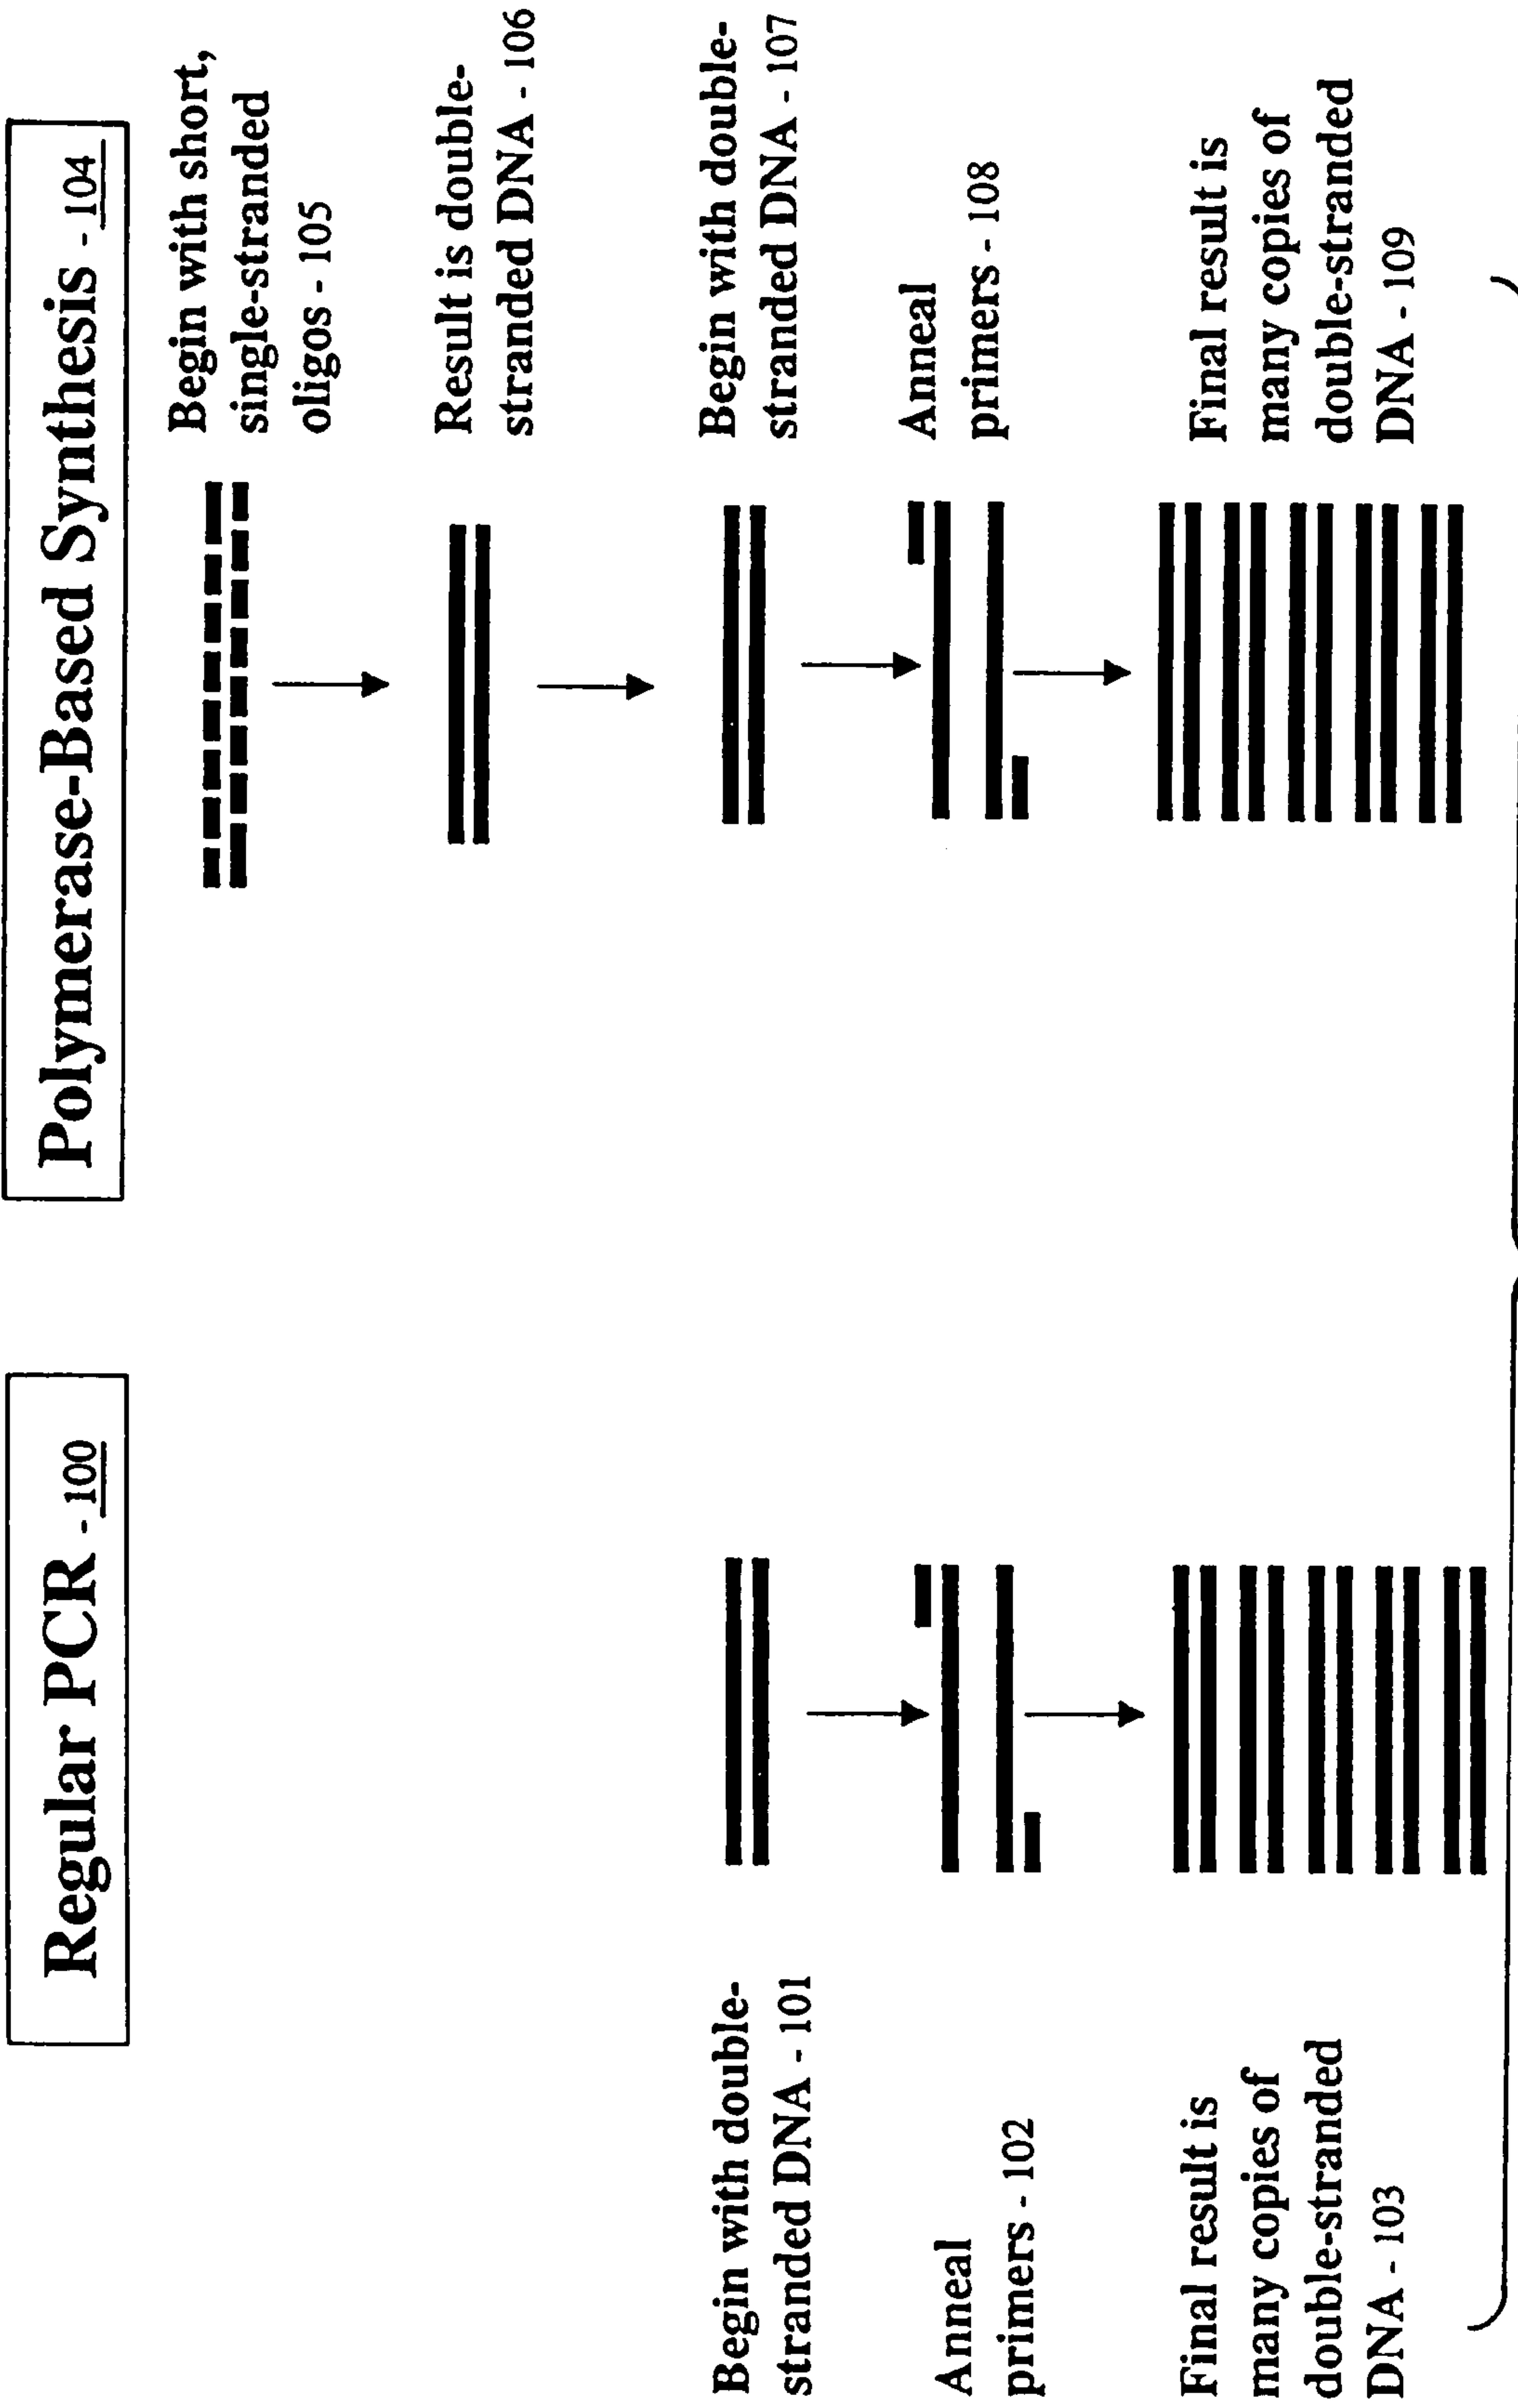 Regular PCR - 100
Begin with double-
stranded DNA - 101
Anneal
primers - 102
Final result is
many copies of
double-stranded
DNA - 103
Polymerase-Based Synthesis - 104
Begin with short,
single-stranded
oligos - 105
Result is double-
stranded DNA - 106
Begin with double-
stranded DNA - 107
Anneal
primers - 108
Final result is
many copies of
double-stranded
DNA - 109